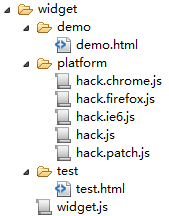 widget
demo
demo.html
platform
hack.chrome.js
hack.firefox.js
hack.ie6.js
hack.js
hack.patch.js
test
test.html
widget.js